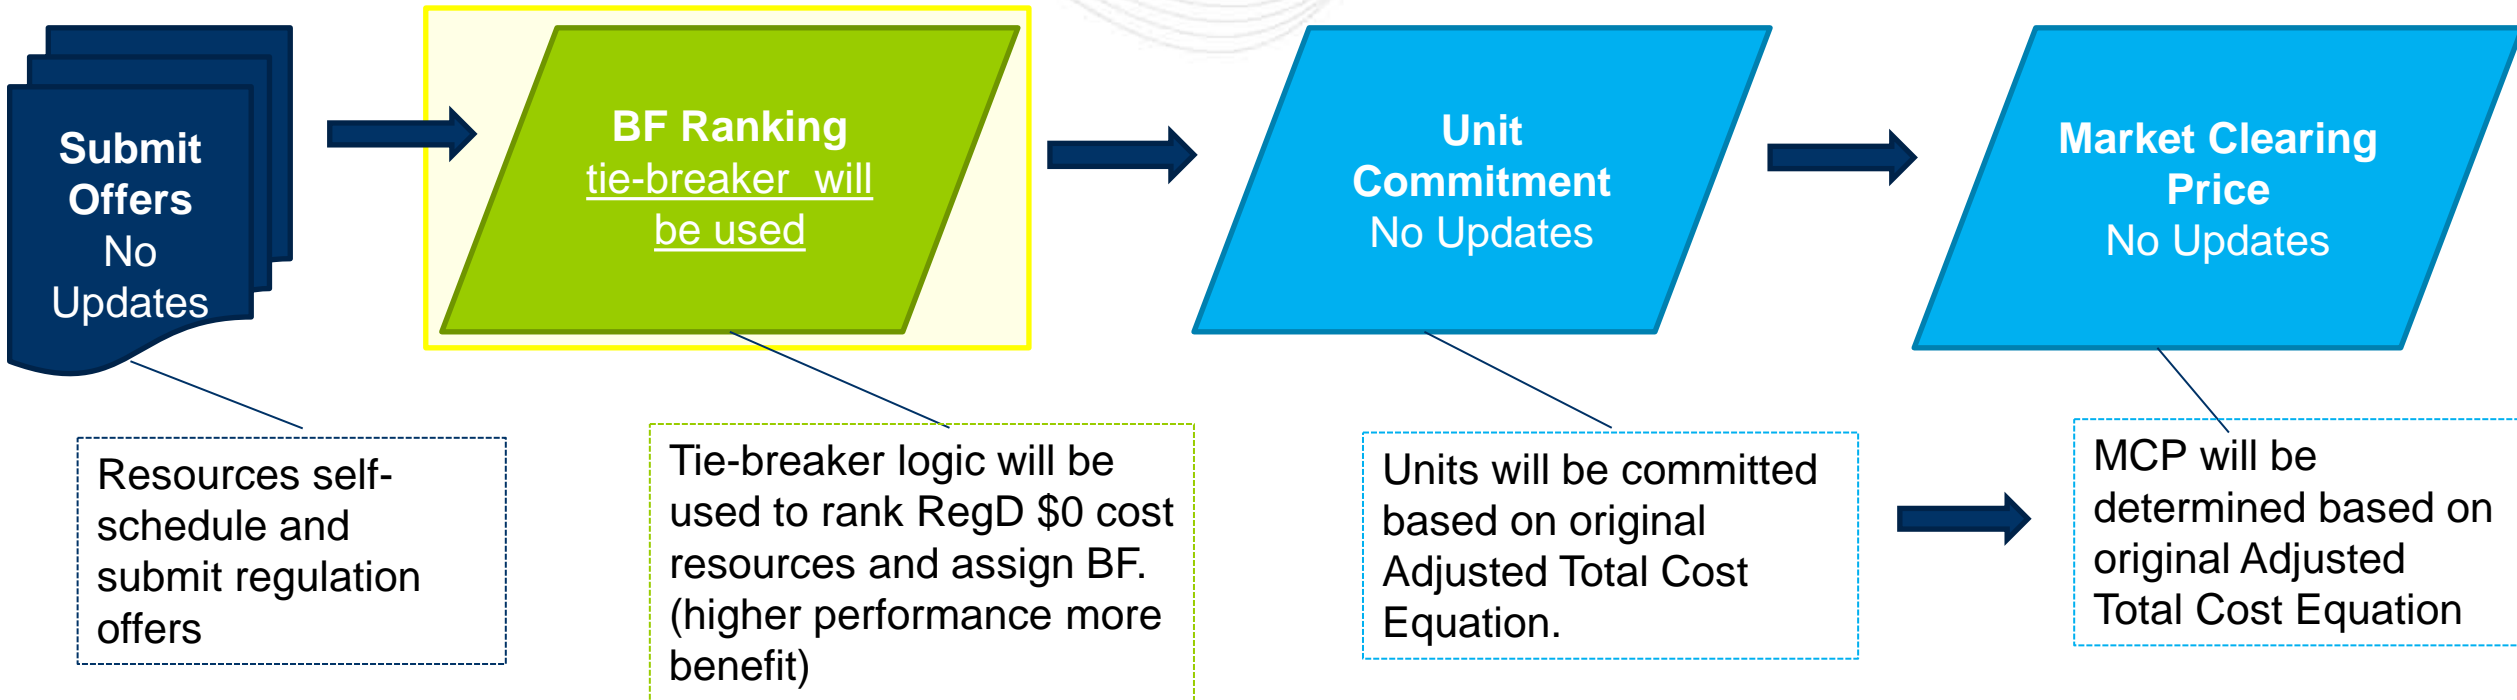 Submit
Offers
No
Updates
BF Ranking
tie-breaker will
be used
Unit
Commitment
No Updates
Market Clearing
Price
No Updates
Resources self-
schedule and
submit regulation
offers
Tie-breaker logic will be
used to rank RegD $0 cost
resources and assign BF.
(higher performance more
benefit)
Units will be committed
based on original
Adjusted Total Cost
Equation.
MCP will be
determined based on
original Adjusted
Total Cost Equation